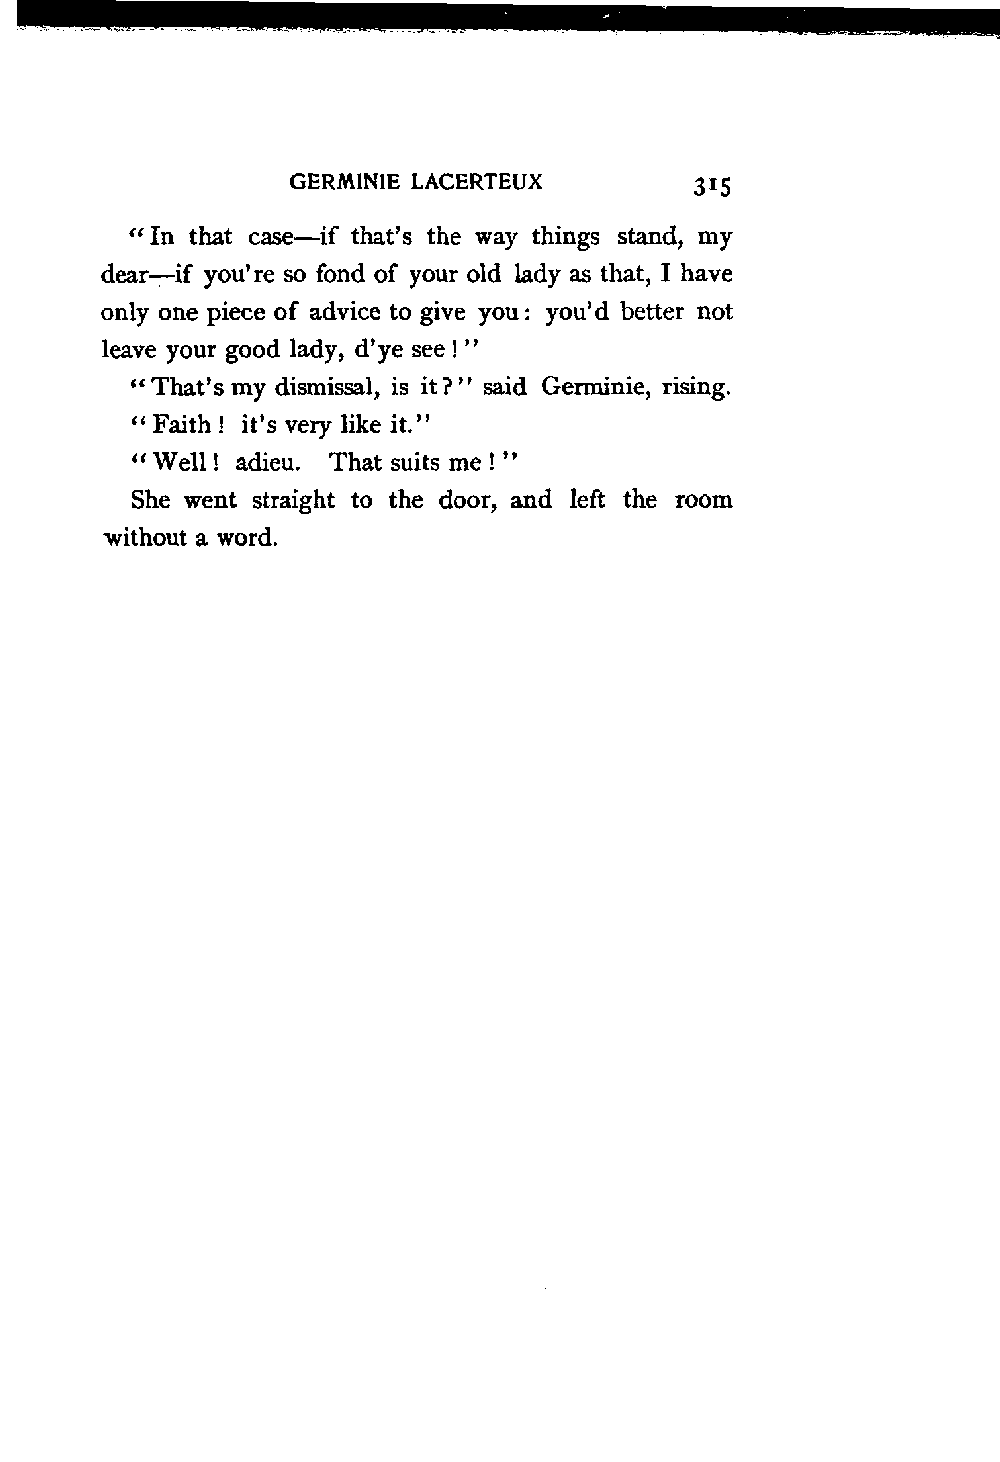 GERMINIE LACERTEUX 315
"In that case—if that's the way things stand, my
dear—if you're so fond of your old lady as that, I have
only one piece of advice to give you: you'd better not
leave your good lady, d'ye see!"
"That's my dismissal, is it?" said Germinie, rising.
"Faith! it's very like it."
"Well! adieu. That suits me!"
She went straight to the door, and left the room
without a word.